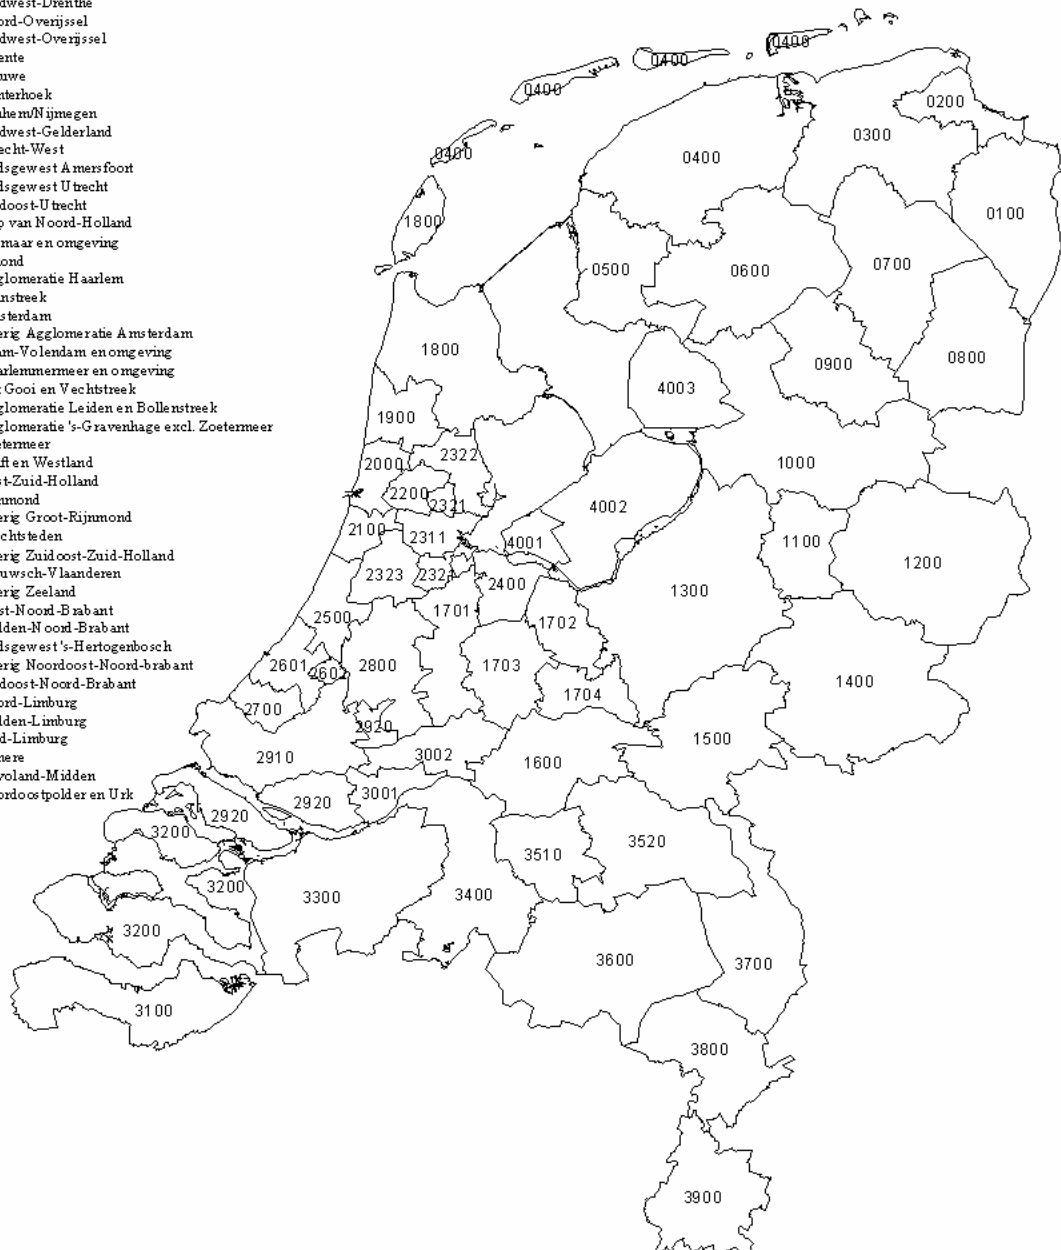 dwest-Drenthe
ord-Overijssel
dwest-Overijssel
ente
uwe
nterhoek
nhem/Nijmegen
dwest-Gelderland
echt-West
dsgewest Amersfoort
dsgewest Utrecht
doost-Utrecht
p van Noord-Holland
maar en omgeving
ond
glomeratie Haarlem
nstreek
sterdam
erig Agglomeratie Amsterdam
am-Volendam en omgeving
arlemmermeer en omgeving
t Gooi en Vechtstreek
glomeratie Leiden en Bollenstreek
glomeratie 's-Gravenhage excl. Zoetermeer
etermeer
ft en Westland
st-Zuid-Holland
nmond
erig Groot-Rijnmond
chtsteden
erig Zuidoost-Zuid-Holland
uwsch-Vlaanderen
erig Zeeland
st-Noord-Brabant
dden-Noord-Brabant
dsgewest 's-Hertogenbosch
erig Noordoost-Noord-brabant
doost-Noord-Brabant
ord-Limburg
dden-Limburg
d-Limburg
nere
voland-Midden
ordoostpolder en Urk
0400
0400
0400
0400
0200
0300
0400
0100
1800
0500
0600
0700
1800
0800
0900
4003
1900
2322
2000
1000
2200
2321
4002
2100
2311
4001
1100
1200
2323
2321
2400
1300
1701
2500
1702
2601
2602
2800
1703
1704
1400
2700
2920
1500
2910
3002
1600
3001
2920
2920
3200
3510
3520
3200
3300
3400
3200
3600
3700
3100
3800
3900